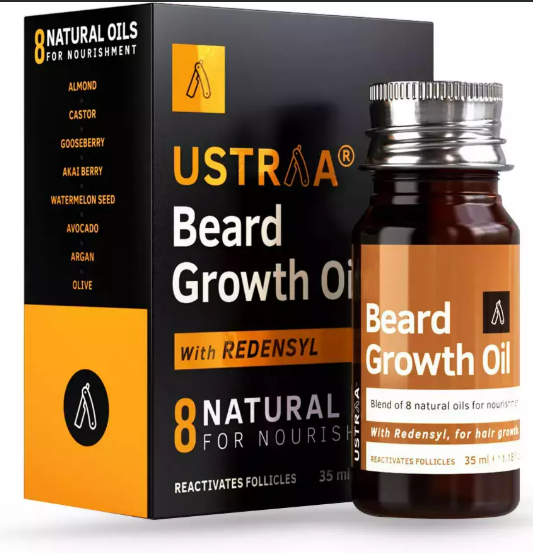 8 NATURAL OILS
FOR NOURISHMENT
ALMOND
CASTOR
GOOSEBERRY
AKAI BERRY
WATERMELON SEED
AVOCADO
ARGAN
OLIVE
USTRAA®
Beard
Growth Oi
With REDENSYL
8 NATURAL
FOR NOURISH
REACTIVATES FOLLICLES 35 ml
Beard
Growth Oil
Blend of 8 natural oils for
With Redensyl, for hair growth
REACTIVATES FOLLICLES 35 ml
USTRAA